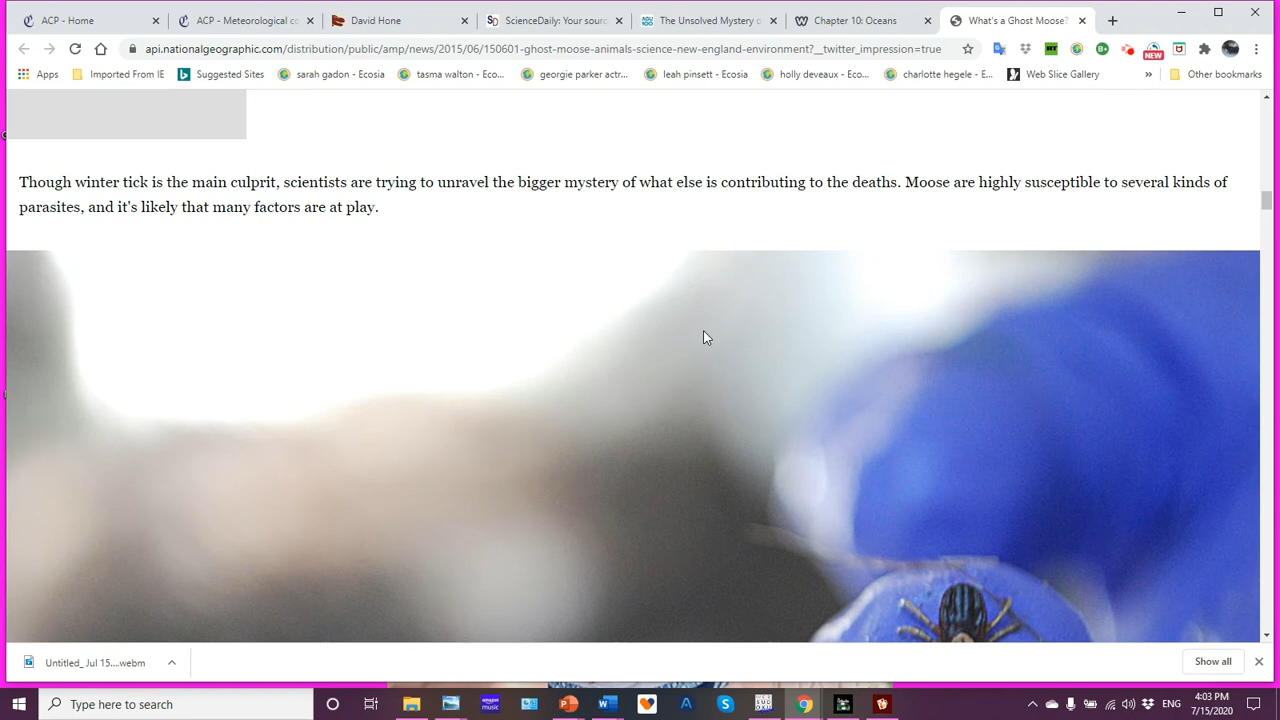 ACP - Home
ACP - Meteorological co
David Hone
ScienceDaily: Your sour
The Unsolved Mystery o
Chapter 10: Oceans
What's a Ghost Moose?
api.nationalgeographic.com/distribution/public/amp/news/2015/06/150601-ghost-moose-animals-science-new-england-environment?__twitter_impression=true
NEW
Apps
Imported From IE
Suggested Sites
sarah gadon - Ecosia
tasma walton - Eco...
georgie parker actr...
leah pinsett - Ecosia
holly deveaux - Eco...
charlotte hegele - E...
Web Slice Gallery
»
Other bookmarks
Though winter tick is the main culprit, scientists are trying to unravel the bigger mystery of what else is contributing to the deaths. Moose are highly susceptible to several kinds of
parasites, and it's likely that many factors are at play.
Untitled_ Jul 15....webm
Show all
Type here to search
ENG
4:03 PM
7/15/2020